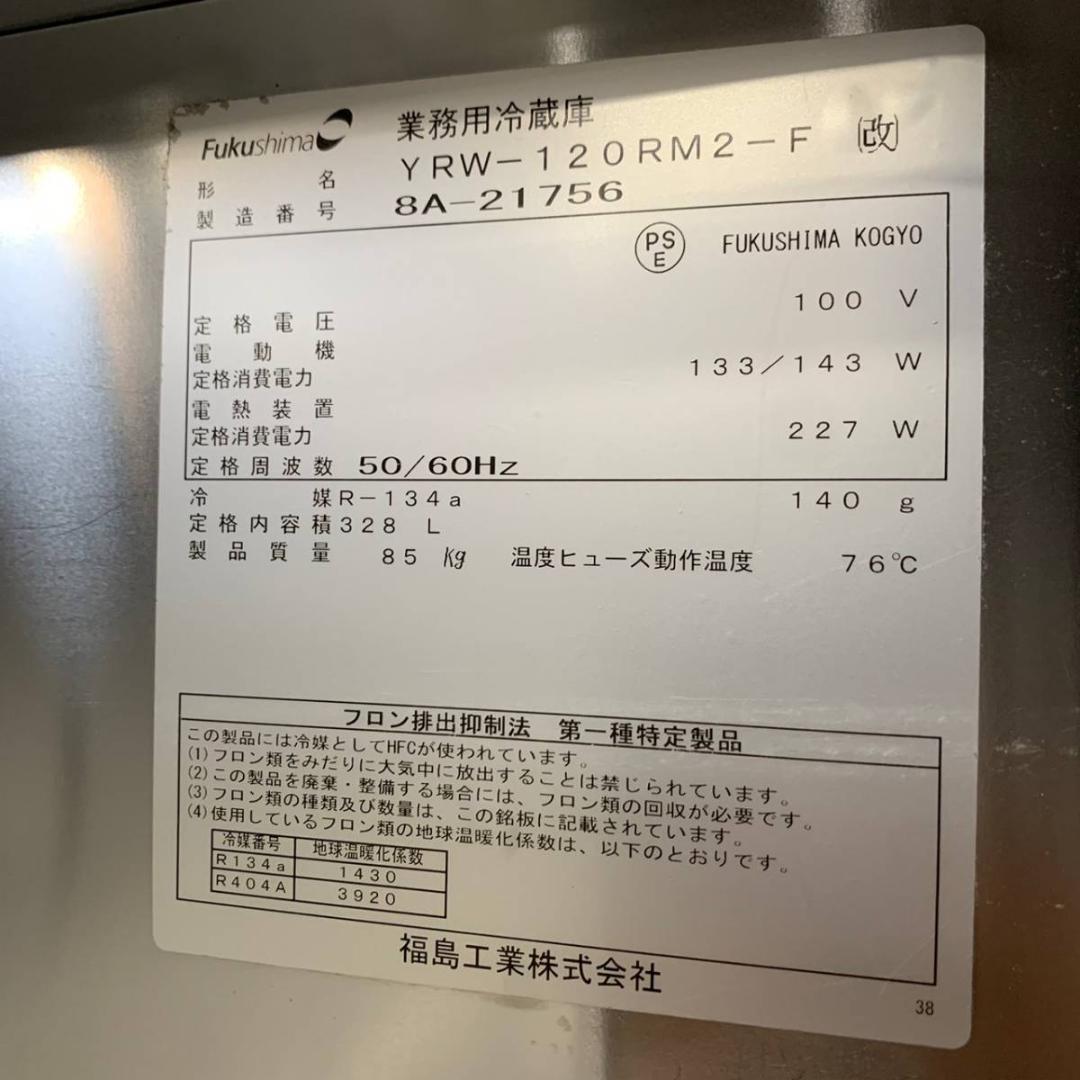 Fukushima 業務用冷蔵庫
形名 YRW-120RM2-F (改)
製造番号 8A-21756
PSE FUKUSHIMA KOGYO
定格電圧 100 V
電動機
定格消費電力 133/143 W
電熱装置
定格消費電力 227 W
定格周波数 50/60Hz
冷媒 R-134a 140 g
定格内容積 328 L
製品質量 85 Kg 温度ヒューズ動作温度 76℃
フロン排出抑制法 第一種特定製品
この製品には冷媒としてHFCが使われています。
(1)フロン類をみだりに大気中に放出することは禁じられています。
(2)この製品を廃棄・整備する場合には、フロン類の回収が必要です。
(3)フロン類の種類及び数量は、この銘板に記載されています。
(4)使用しているフロン類の地球温暖化係数は、以下のとおりです。
冷媒番号 地球温暖化係数
R134a 1430
R404A 3920
福島工業株式会社
38